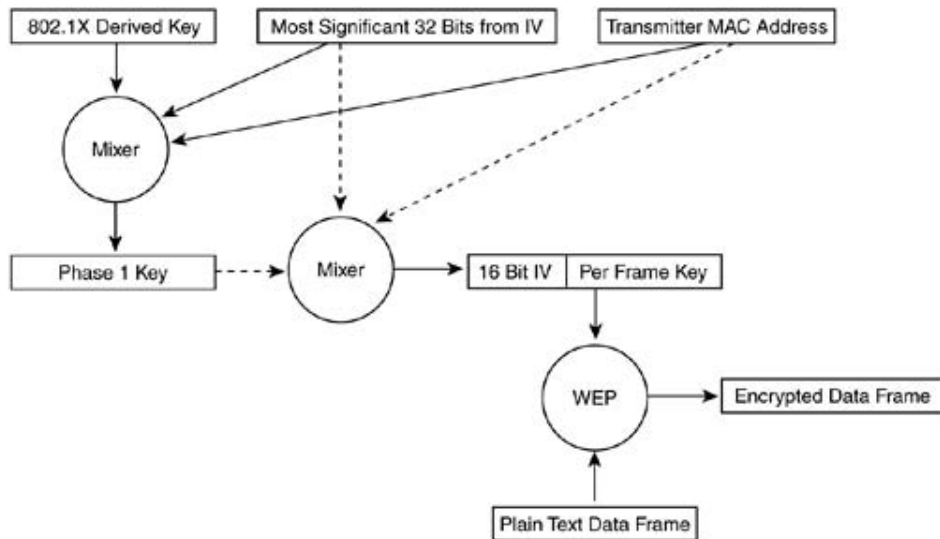 802.1X Derived Key
Most Significant 32 Bits from IV
Transmitter MAC Address
Mixer
Phase 1 Key
Mixer
16 Bit IV
Per Frame Key
WEP
Encrypted Data Frame
Plain Text Data Frame